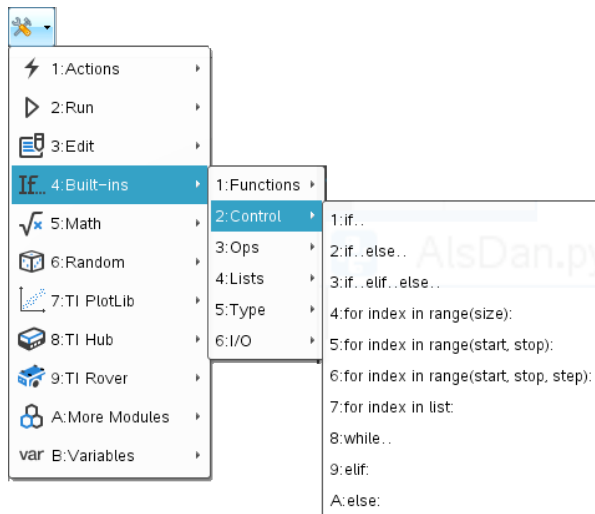 1:Actions
2:Run
3:Edit
If... 4:Built-ins
5:Math
6:Random
7:TI PlotLib
8:TI Hub
9:TI Rover
A:More Modules
var B:Variables
1:Functions
2:Control
3:Ops
4:Lists
5:Type
6:I/O
1:if..
2:if..else..
3:if..elif..else..
4:for index in range(size):
5:for index in range(start, stop):
6:for index in range(start, stop, step):
7:for index in list:
8:while..
9:elif:
A:else:
AlsDan.py